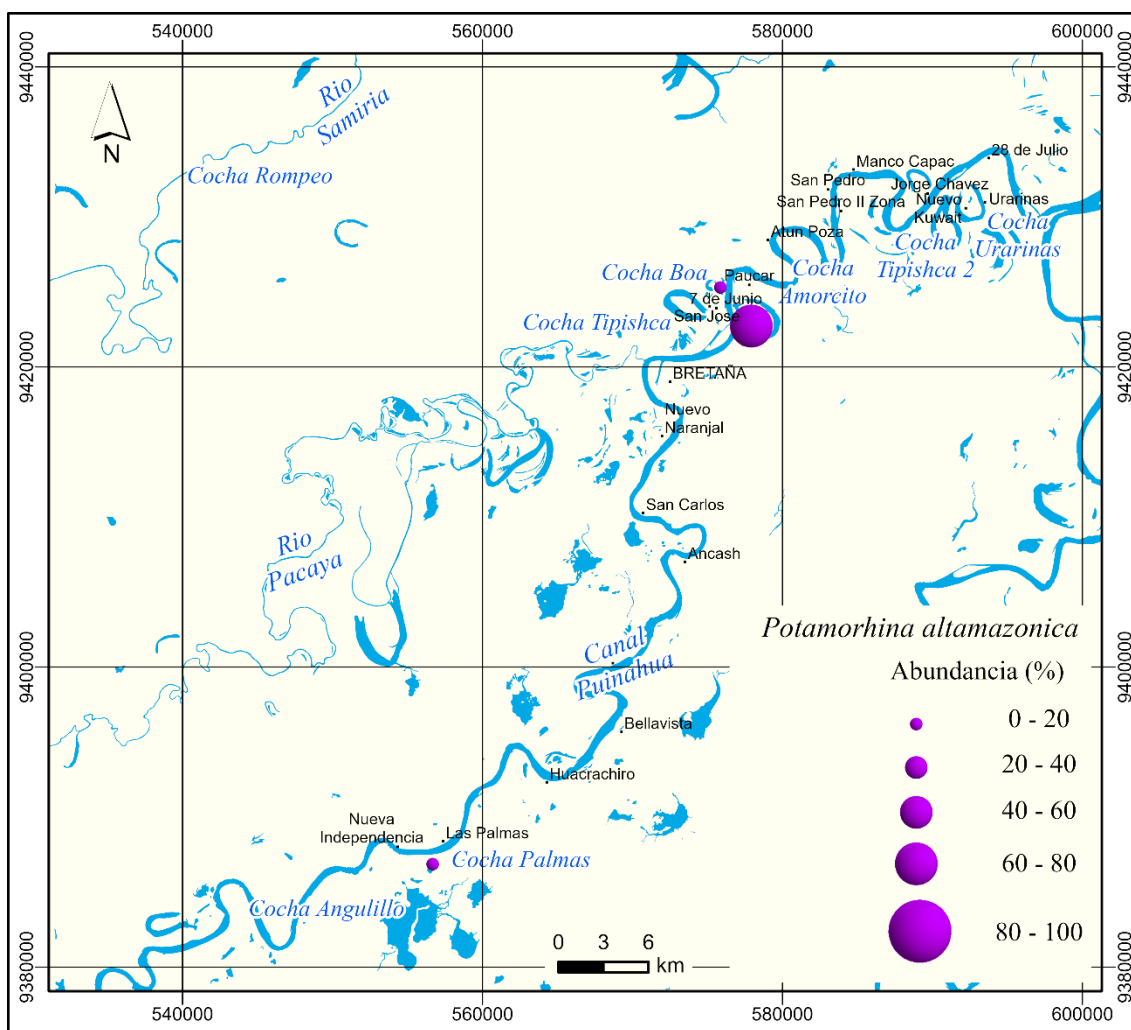 540000
560000
580000
600000
9440000
9440000
Rio
Samiria
N
Cocha Rompeo
28 de Julio
Manco Capac
San Pedro
Jorge Chavez
San Pedro II Zona
Nuevo
Kuwait
Urarinas
Cocha
Urarinas
Atun Poza
Cocha
Tipishca 2
Cocha Boa
Paucar
Cocha
Amorcito
7 de Junio
San José
Cocha Tipishca
9420000
9420000
BRETAÑA
Nuevo
Naranjal
San Carlos
Rio
Pacaya
Ancash
Canal
Puinahua
9400000
9400000
Potamorhina altamazonica
Abundancia (%)
0 - 20
20 - 40
40 - 60
60 - 80
80 - 100
Bellavista
Huacrachiro
Nueva
Independencia
Las Palmas
Cocha Palmas
Cocha Angulillo
0 3 6
km
9380000
9380000
540000
560000
580000
600000